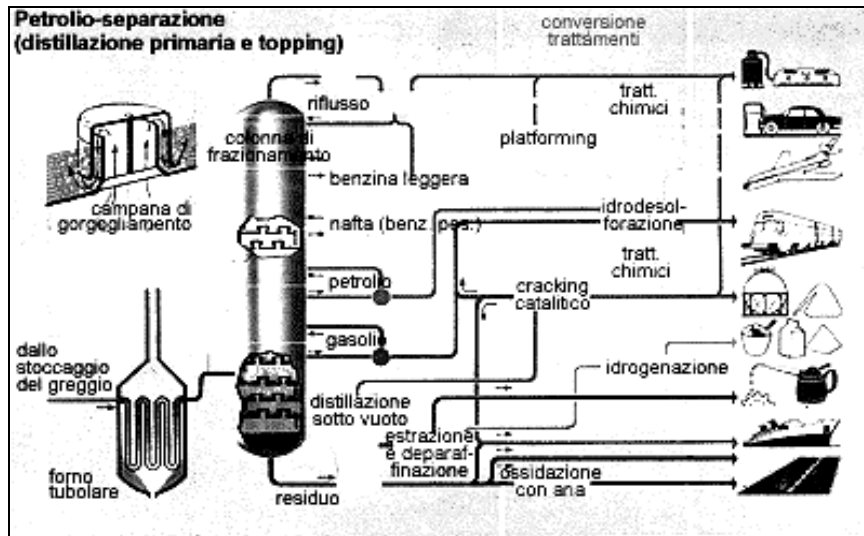 Petrolio-separazione
(distillazione primaria e topping)
conversione
trattamenti
riflusso
tratt.
chimici
colonna di
frazionamento
platforming
benzina leggera
campana di
gorgogliamento
nafta (benz. pes.)
idrodesol-
forazione
tratt.
chimici
petrolio
cracking
catalitico
gasoli
dallo
stoccaggio
del greggio
idrogenazione
distillazione
sotto vuoto
estrazione
e deparaf-
finazione
forno
tubolare
ossidazione
con aria
residuo